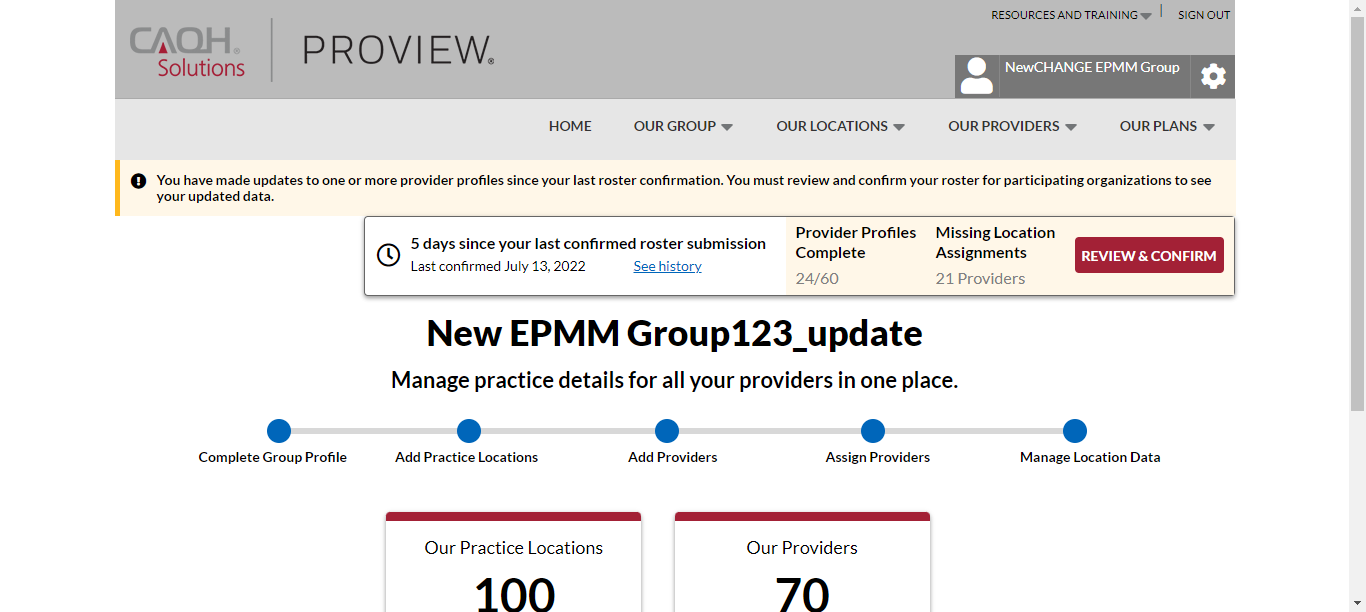 RESOURCES AND TRAINING
SIGN OUT
CAQH®
Solutions
PROVIEW®
NewCHANGE EPMM Group
HOME
OUR GROUP
OUR LOCATIONS
OUR PROVIDERS
OUR PLANS
You have made updates to one or more provider profiles since your last roster confirmation. You must review and confirm your roster for participating organizations to see
your updated data.
5 days since your last confirmed roster submission
Last confirmed July 13, 2022
See history
Provider Profiles
Complete
24/60
Missing Location
Assignments
21 Providers
REVIEW & CONFIRM
New EPMM Group123_update
Manage practice details for all your providers in one place.
Complete Group Profile
Add Practice Locations
Add Providers
Assign Providers
Manage Location Data
Our Practice Locations
100
Our Providers
70